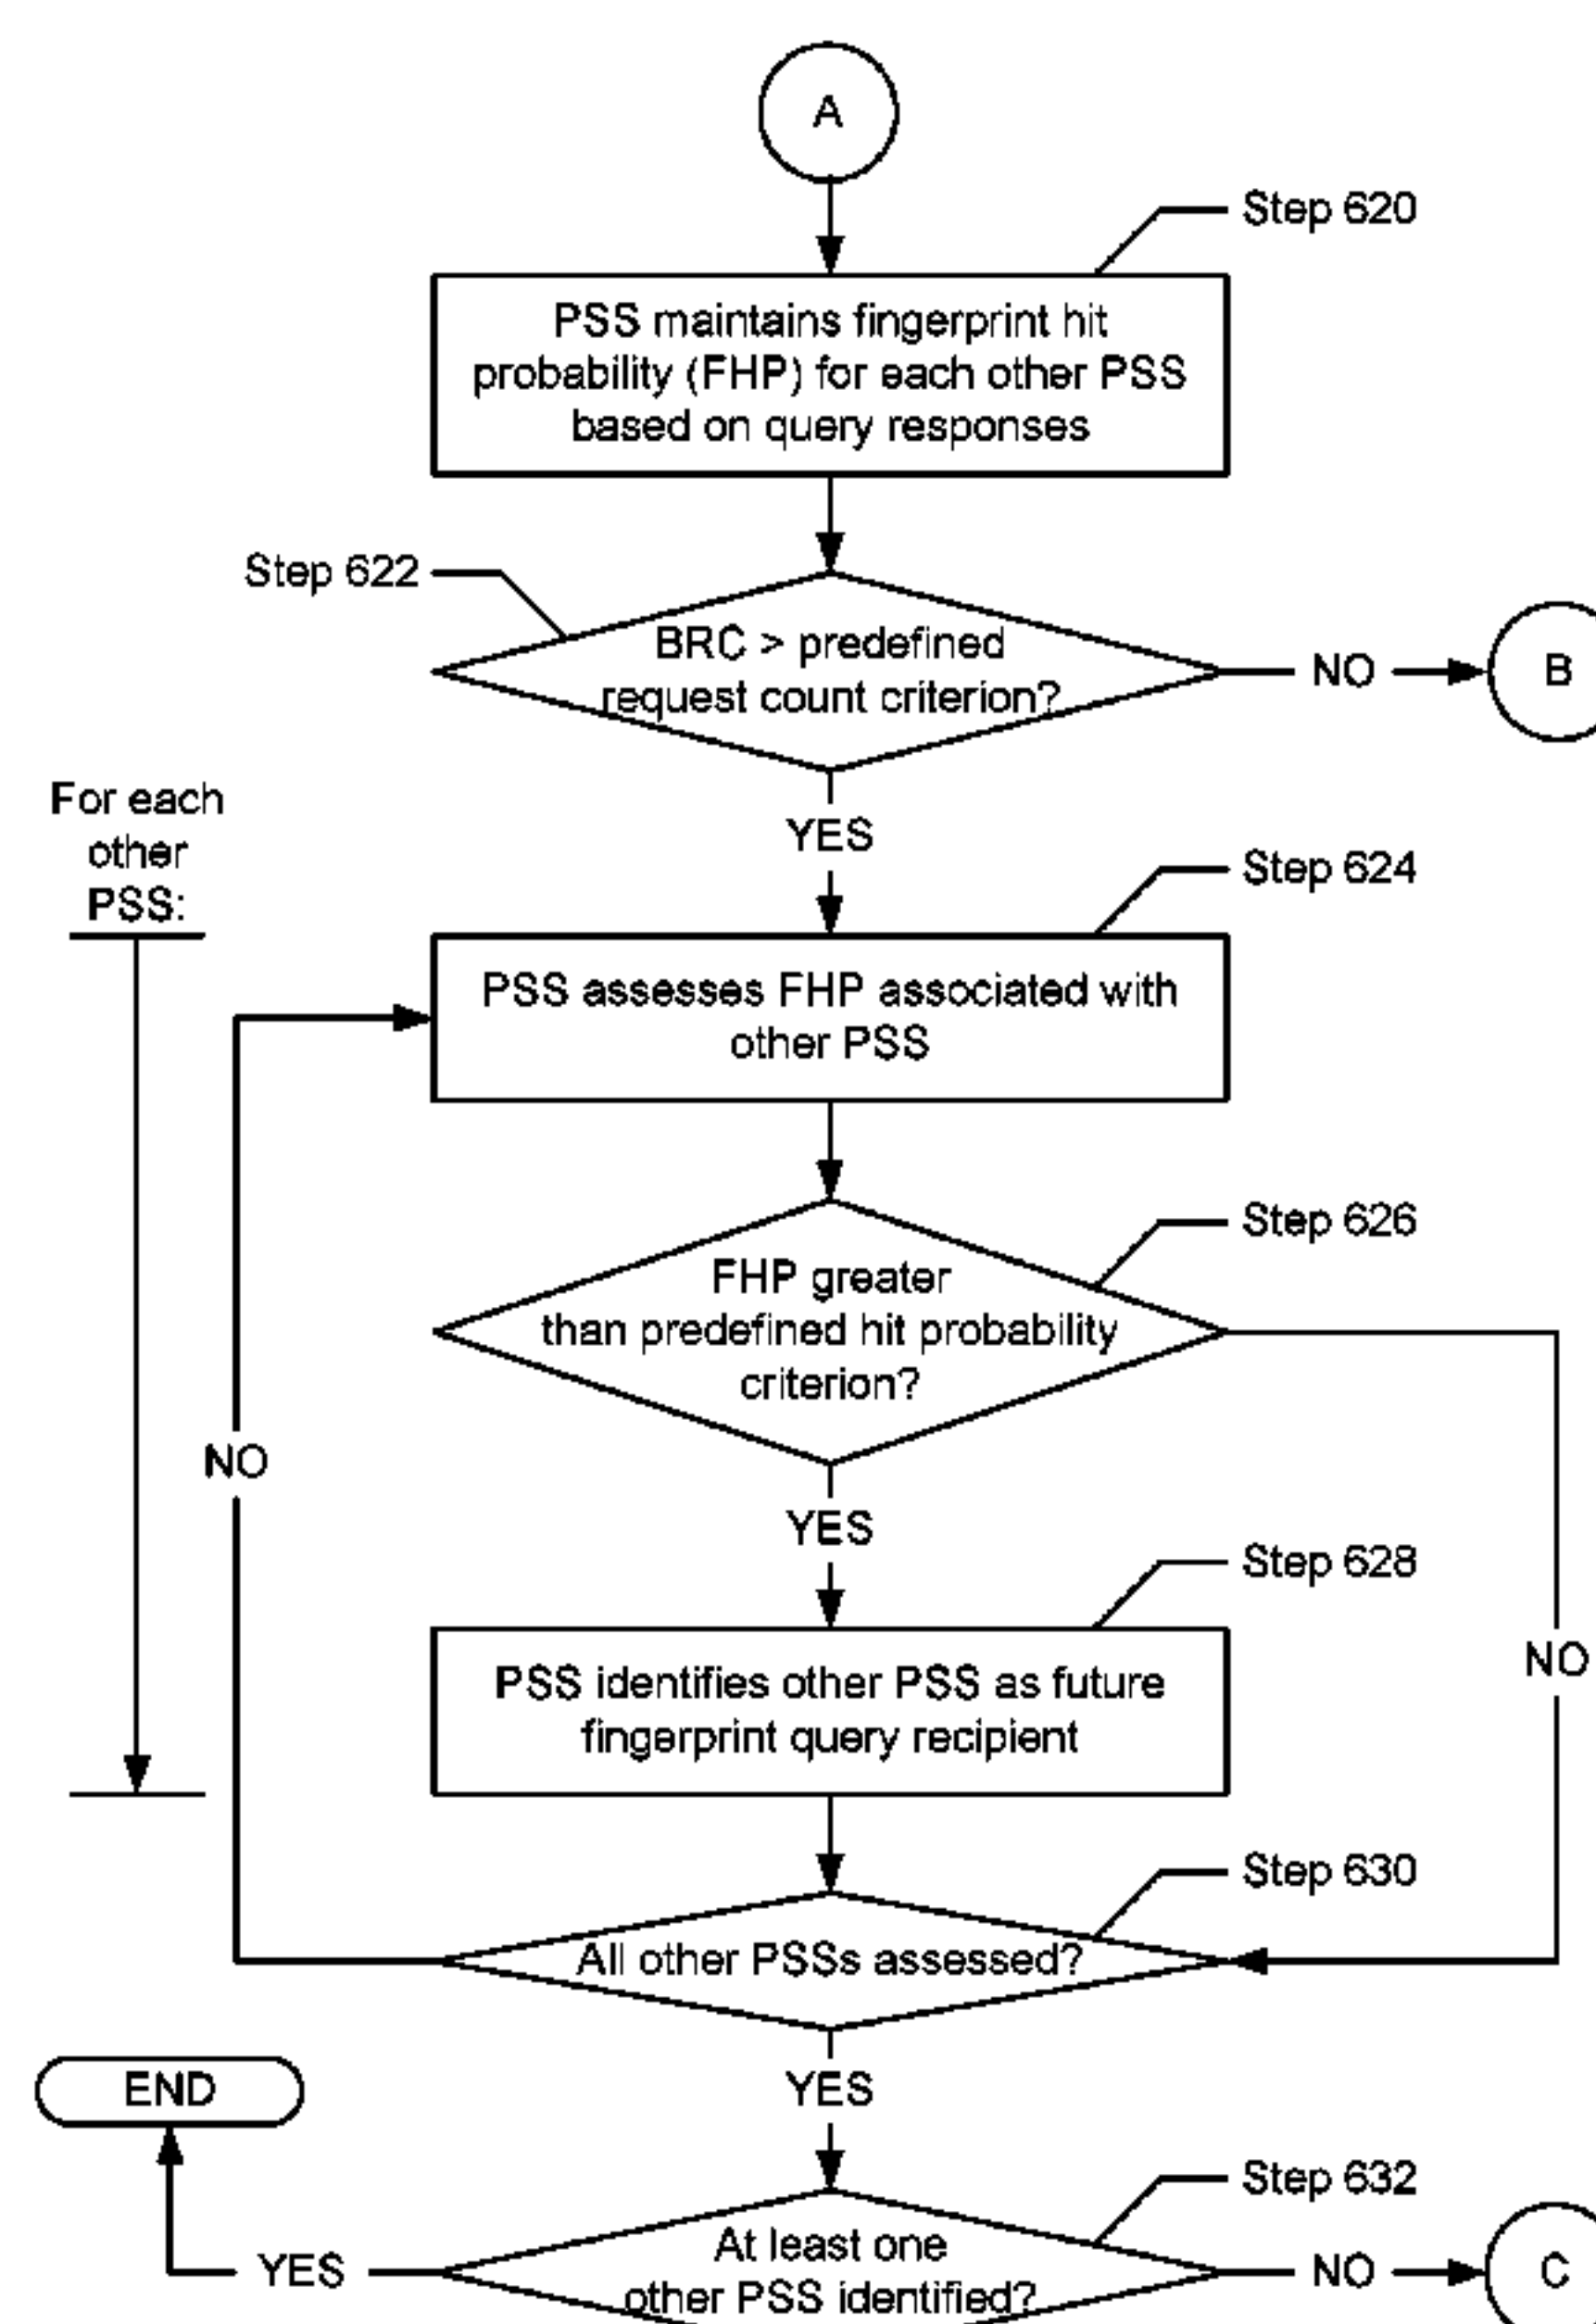 A
Step 620
PSS maintains fingerprint hit
probability (FHP) for each other PSS
based on query responses
Step 622
BRC > predefined
request count criterion?
NO
B
YES
For each
other
PSS:
Step 624
PSS assesses FHP associated with
other PSS
Step 626
FHP greater
than predefined hit probability
criterion?
NO
YES
Step 628
PSS identifies other PSS as future
fingerprint query recipient
NO
Step 630
All other PSSs assessed?
YES
END
Step 632
At least one
other PSS identified?
YES
NO
C